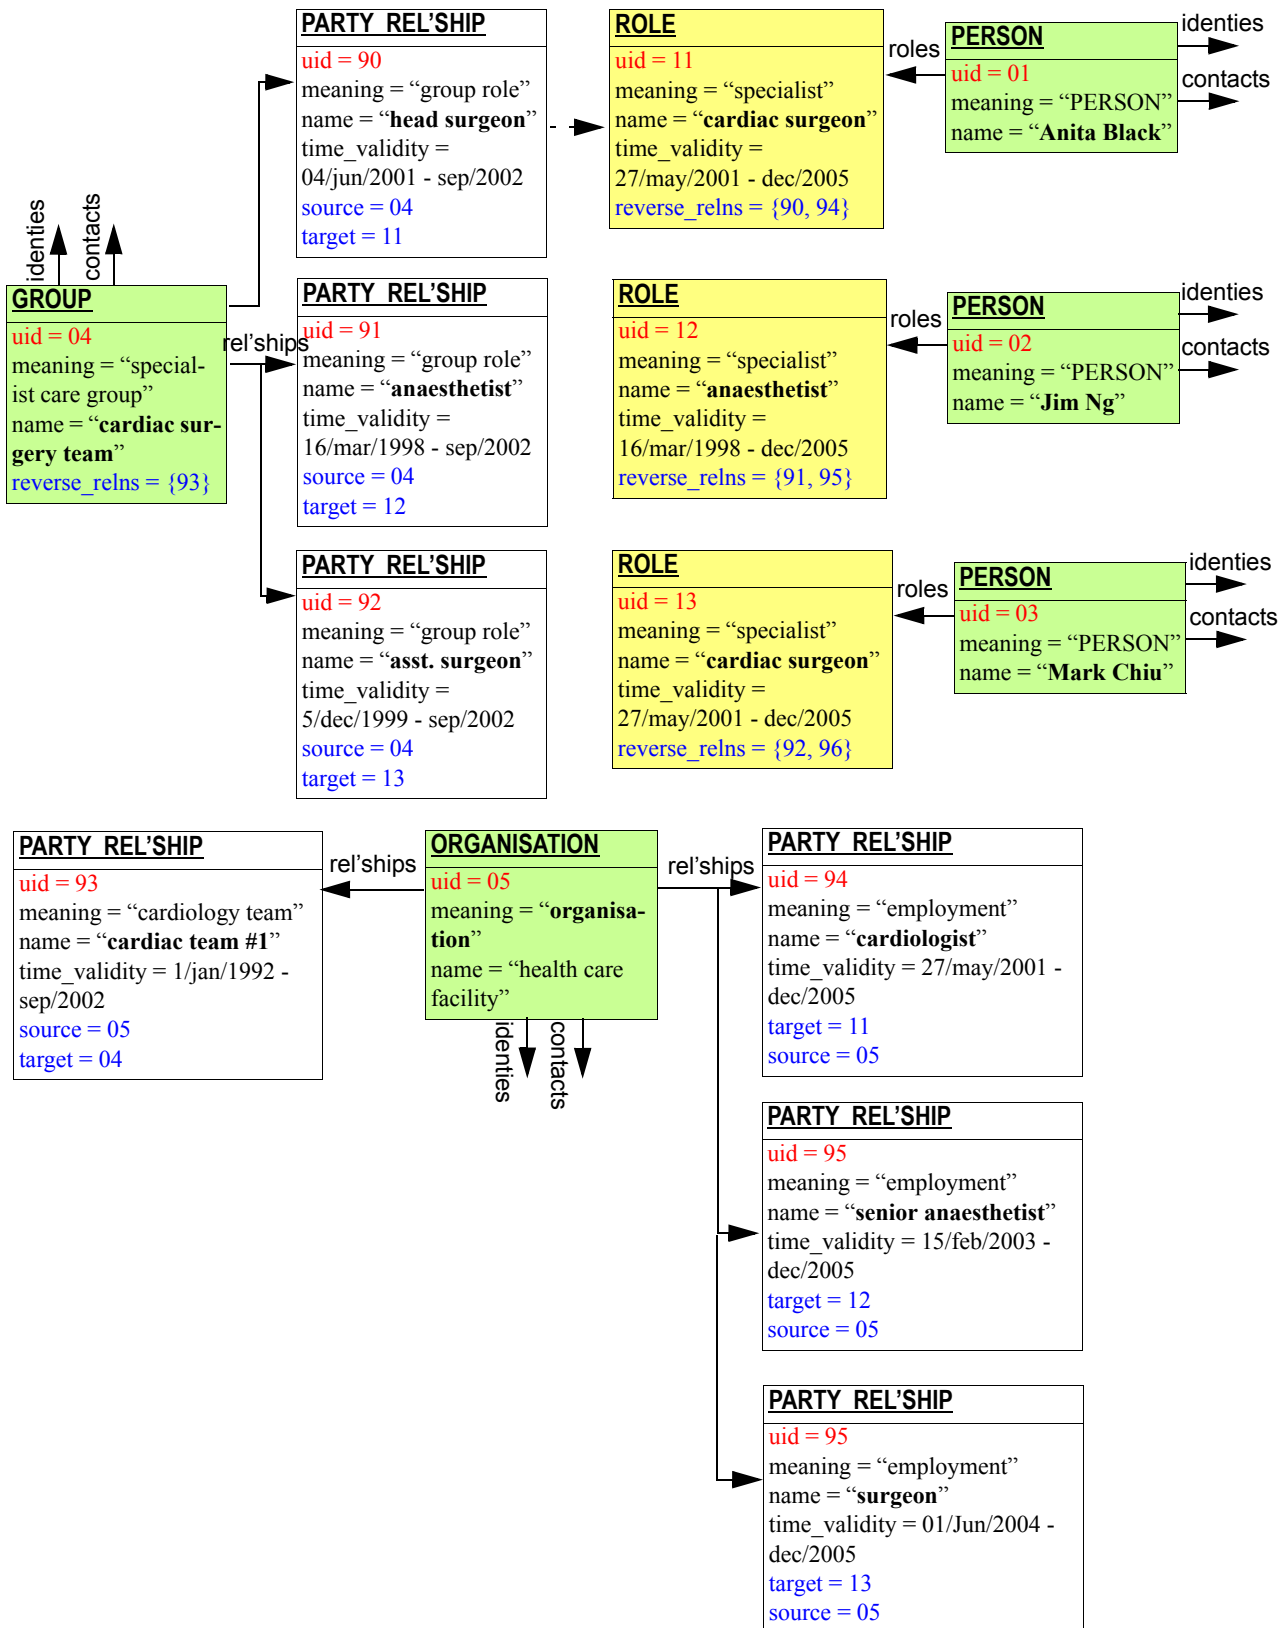 PARTY_REL'SHIP
uid = 90
meaning = “group role”
name = “head surgeon”
time_validity =
04/jun/2001 - sep/2002
source = 04
target = 11
ROLE
uid = 11
meaning = “specialist”
name = “cardiac surgeon”
time_validity =
27/may/2001 - dec/2005
reverse_relns = {90, 94}
roles
PERSON
uid = 01
meaning = “PERSON”
name = “Anita Black”
identies
contacts
identies
contacts
GROUP
uid = 04
meaning = “special-
ist care group”
name = “cardiac sur-
gery team”
reverse_relns = {93}
rel'ships
PARTY_REL'SHIP
uid = 91
meaning = “group role”
name = “anaesthetist”
time_validity =
16/mar/1998 - sep/2002
source = 04
target = 12
ROLE
uid = 12
meaning = “specialist”
name = “anaesthetist”
time_validity =
16/mar/1998 - dec/2005
reverse_relns = {91, 95}
roles
PERSON
uid = 02
meaning = “PERSON”
name = “Jim Ng”
identies
contacts
PARTY_REL'SHIP
uid = 92
meaning = “group role”
name = “asst. surgeon”
time_validity =
5/dec/1999 - sep/2002
source = 04
target = 13
ROLE
uid = 13
meaning = “specialist”
name = “cardiac surgeon”
time_validity =
27/may/2001 - dec/2005
reverse_relns = {92, 96}
roles
PERSON
uid = 03
meaning = “PERSON”
name = “Mark Chiu”
identies
contacts
PARTY_REL'SHIP
uid = 93
meaning = “cardiology team”
name = “cardiac team #1”
time_validity = 1/jan/1992 -
sep/2002
source = 05
target = 04
rel'ships
ORGANISATION
uid = 05
meaning = “organisa-
tion”
name = “health care
facility”
identies
contacts
rel'ships
PARTY_REL'SHIP
uid = 94
meaning = “employment”
name = “cardiologist”
time_validity = 27/may/2001 -
dec/2005
target = 11
source = 05
PARTY_REL'SHIP
uid = 95
meaning = “employment”
name = “senior anaesthetist”
time_validity = 15/feb/2003 -
dec/2005
target = 12
source = 05
PARTY_REL'SHIP
uid = 95
meaning = “employment”
name = “surgeon”
time_validity = 01/Jun/2004 -
dec/2005
target = 13
source = 05